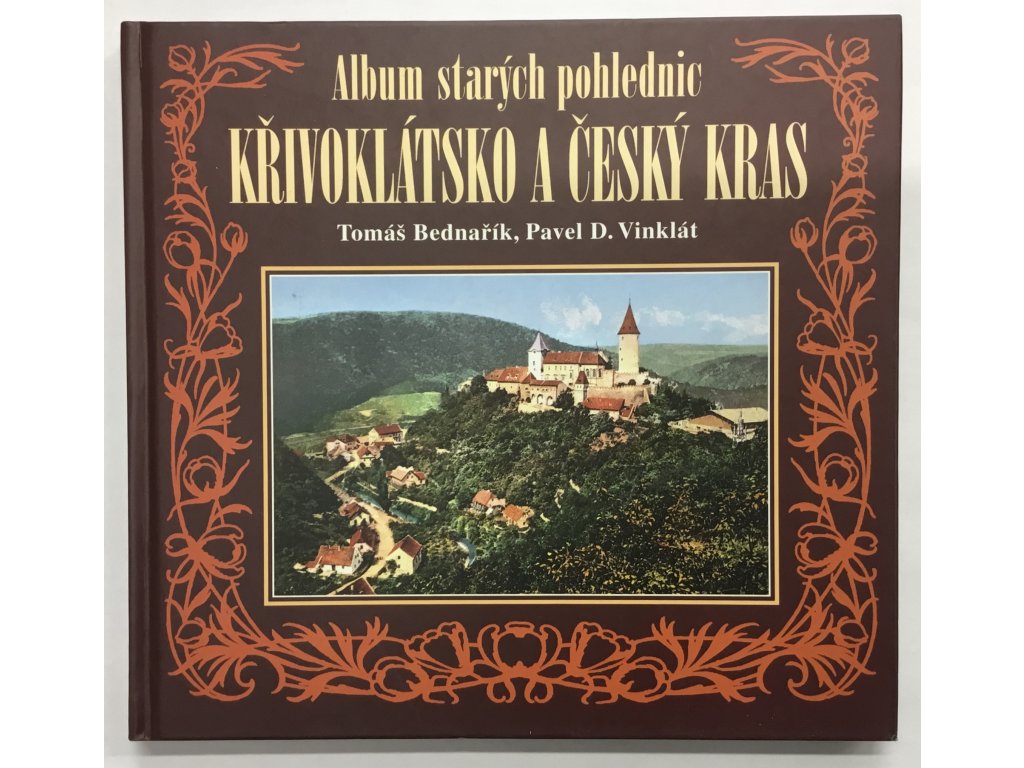 Album starých pohlednic
KŘIVOKLÁTSKO A ČESKÝ KRAS
Tomáš Bednařík, Pavel D. Vinklát